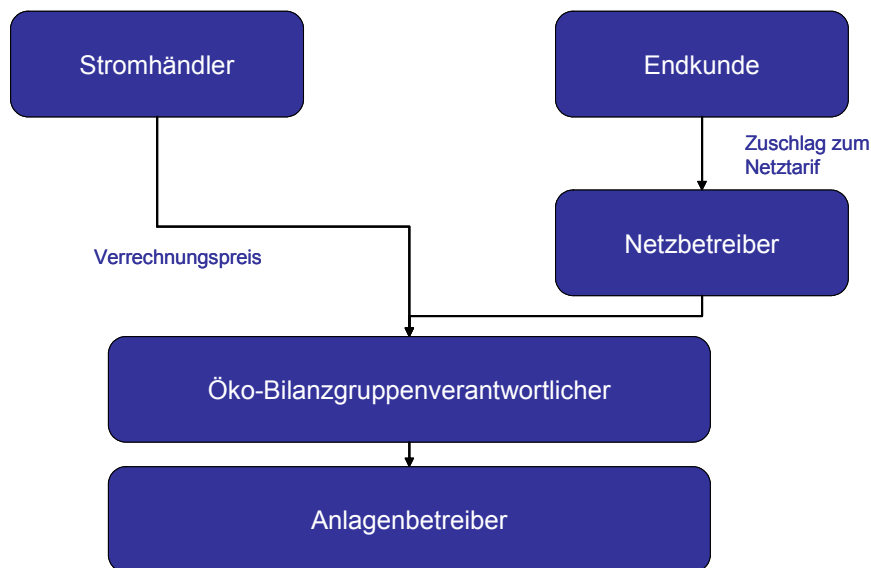 Stromhändler
Endkunde
Zuschlag zum
Netztarif
Netzbetreiber
Verrechnungspreis
Öko-Bilanzgruppenverantwortlicher
Anlagenbetreiber